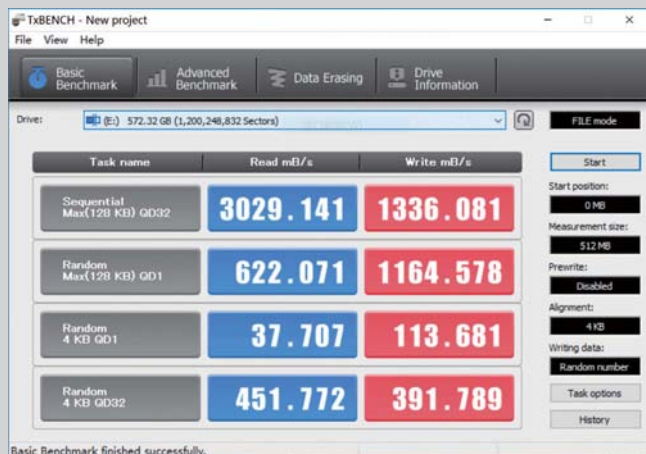 TxBENCH - New project
File View Help
Basic
Benchmark
Advanced
Benchmark
Data Erasing
Drive
Information
Drive:
(E:) 572.32 GB (1,200,248,832 Sectors)
FILE mode
Task name Read mB/s Write mB/s
Start
Sequential
Max(128 KB) QD32
3029.141 1336.081
Start position:
0 MB
Measurement size:
512 MB
Random
Max(128 KB) QD1
622.071 1164.578
Prewrite:
Disabled
Alignment:
4 KB
Random
4 KB QD1
37.707 113.681
Writing data:
Random number
Random
4 KB QD32
451.772 391.789
Task options
History
Basic Benchmark finished successfully.